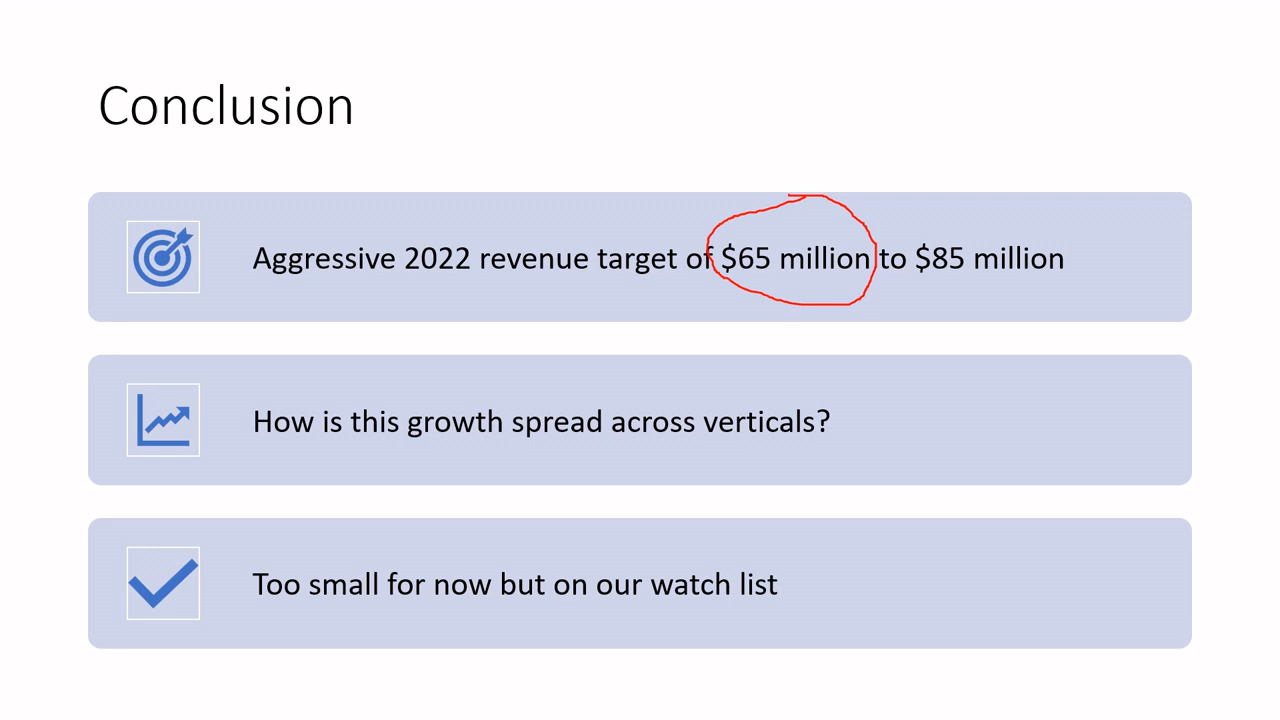 Conclusion
Aggressive 2022 revenue target of $65 million to $85 million
How is this growth spread across verticals?
Too small for now but on our watch list